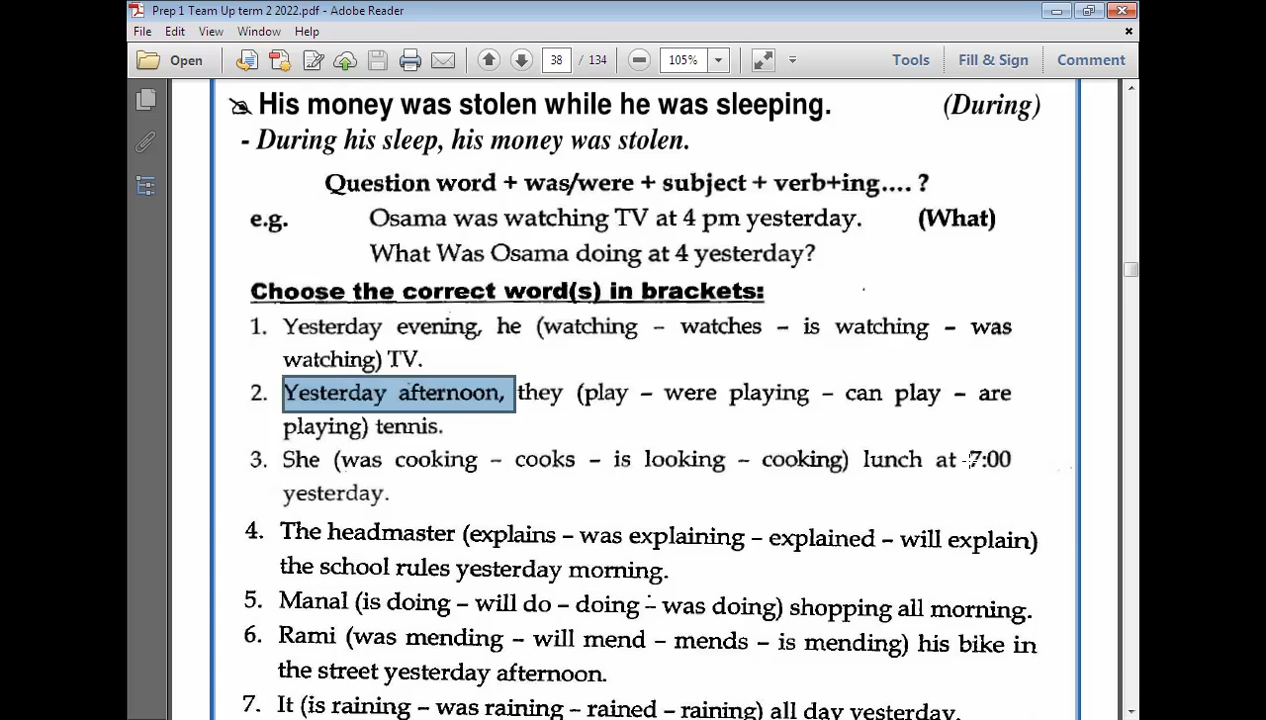 Prep 1 Team Up term 2 2022.pdf - Adobe Reader
File Edit View Window Help
Open 38 / 134 105% Tools Fill & Sign Comment
His money was stolen while he was sleeping. (During)
- During his sleep, his money was stolen.
Question word + was/were + subject + verb+ing.... ?
e.g. Osama was watching TV at 4 pm yesterday. (What)
What Was Osama doing at 4 yesterday?
Choose the correct word(s) in brackets:
1. Yesterday evening, he (watching – watches – is watching – was
watching) TV.
2. Yesterday afternoon, they (play – were playing – can play – are
playing) tennis.
3. She (was cooking – cooks – is looking – cooking) lunch at 7:00
yesterday.
4. The headmaster (explains – was explaining – explained – will explain)
the school rules yesterday morning.
5. Manal (is doing – will do – doing – was doing) shopping all morning.
6. Rami (was mending – will mend – mends – is mending) his bike in
the street yesterday afternoon.
7. It (is raining – was raining – rained – raining) all day yesterday.